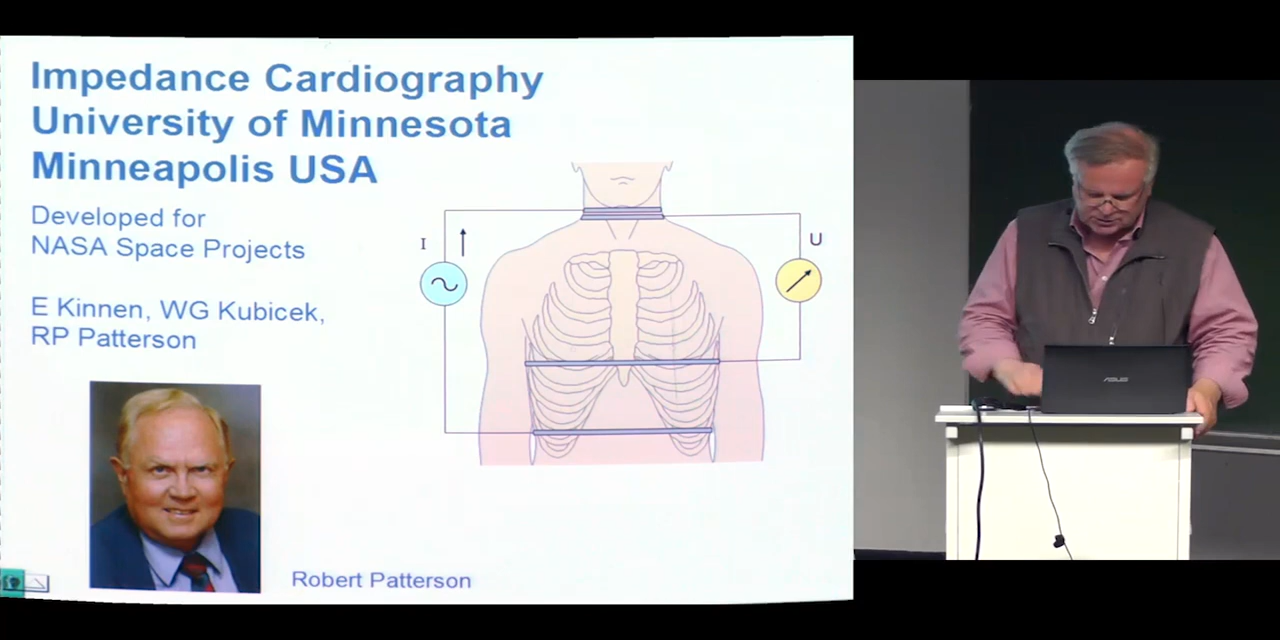 Impedance Cardiography
University of Minnesota
Minneapolis USA
Developed for
NASA Space Projects
E Kinnen, WG Kubicek,
RP Patterson
I
U
Robert Patterson
ASUS